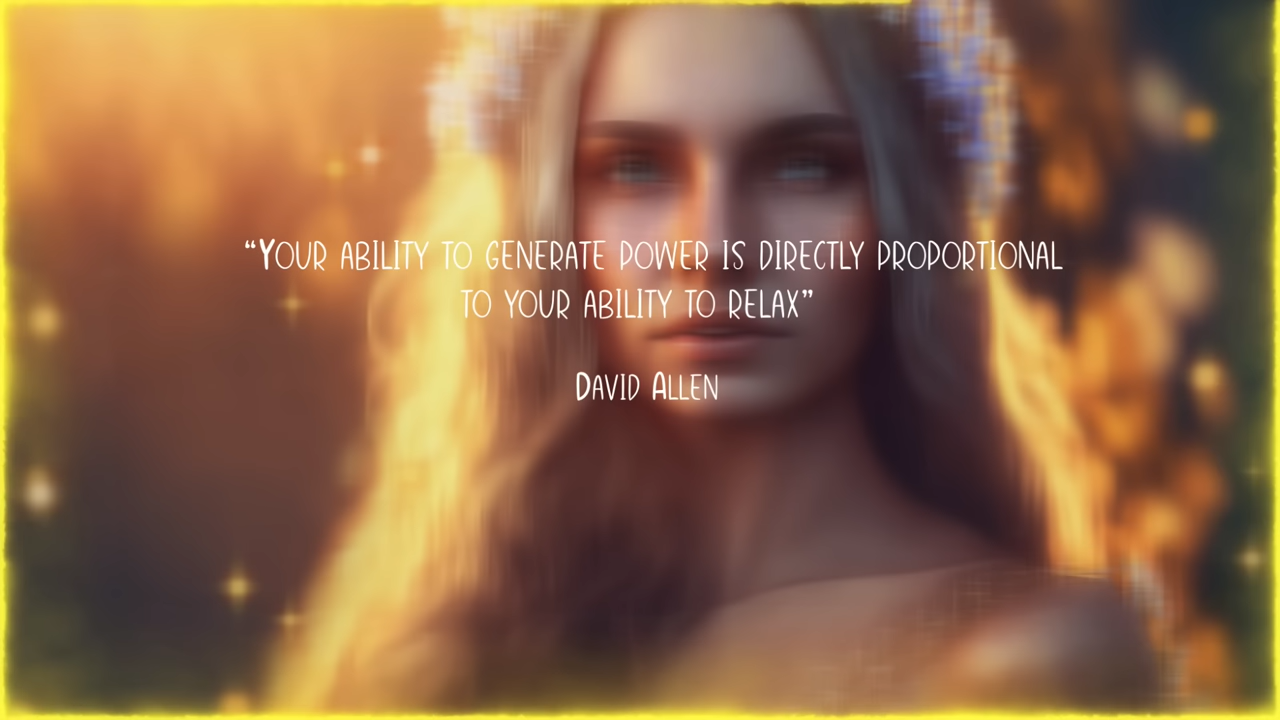 “Your ability to generate power is directly proportional
to your ability to relax”
David Allen